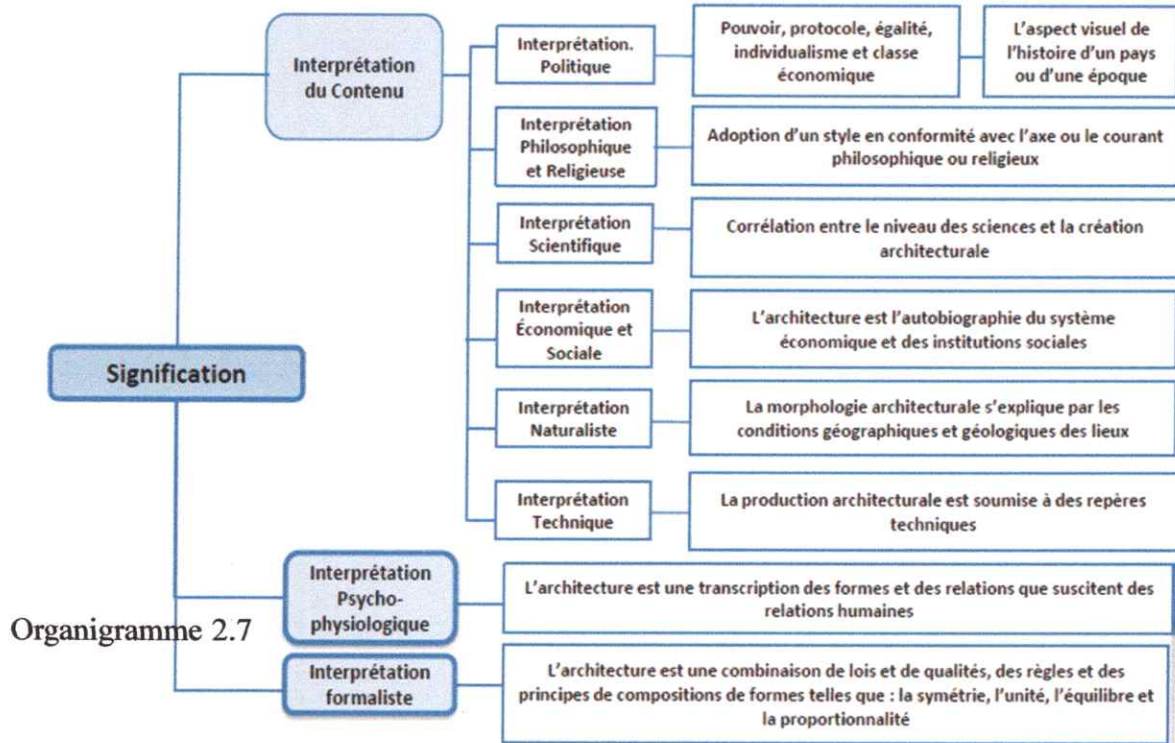 Interprétation
du Contenu
Interprétation.
Politique
Pouvoir, protocole, égalité,
individualisme et classe
économique
L'aspect visuel de
l'histoire d'un pays
ou d'une époque
Interprétation
Philosophique
et Religieuse
Adoption d'un style en conformité avec l'axe ou le courant
philosophique ou religieux
Interprétation
Scientifique
Corrélation entre le niveau des sciences et la création
architecturale
Interprétation
Économique et
Sociale
L'architecture est l'autobiographie du système
économique et des institutions sociales
Signification
Interprétation
Naturaliste
La morphologie architecturale s'explique par les
conditions géographiques et géologiques des lieux
Interprétation
Technique
La production architecturale est soumise à des repères
techniques
Interprétation
Psycho-
physiologique
L'architecture est une transcription des formes et des relations que suscitent des
relations humaines
Organigramme 2.7
Interprétation
formaliste
L'architecture est une combinaison de lois et de qualités, des règles et des
principes de compositions de formes telles que : la symétrie, l'unité, l'équilibre et
la proportionnalité